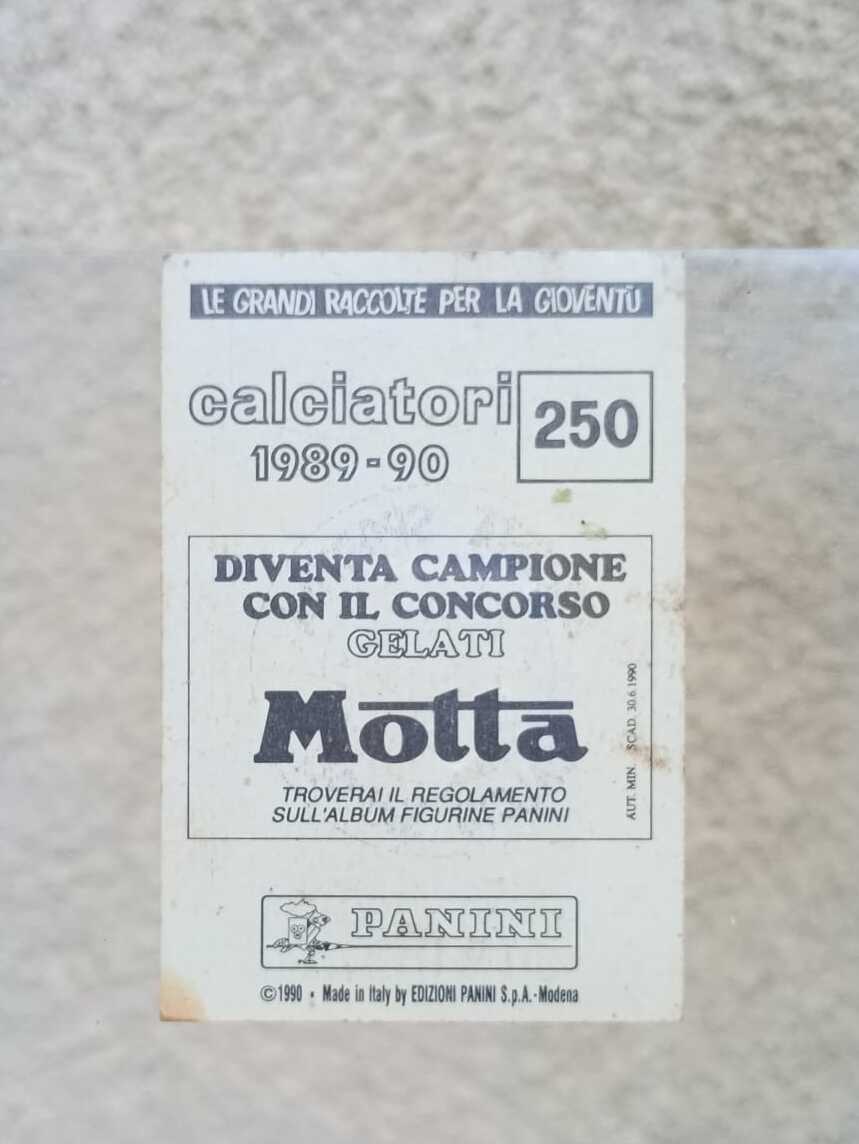 LE GRANDI RACCOLTE PER LA GIOVENTÙ
calciatori
1989-90
250
DIVENTA CAMPIONE
CON IL CONCORSO
GELATI
Motta
TROVERAI IL REGOLAMENTO
SULL'ALBUM FIGURINE PANINI
AUT. MIN. SCAD. 30.6.1990
PANINI
©1990 • Made in Italy by EDIZIONI PANINI S.p.A.-Modena